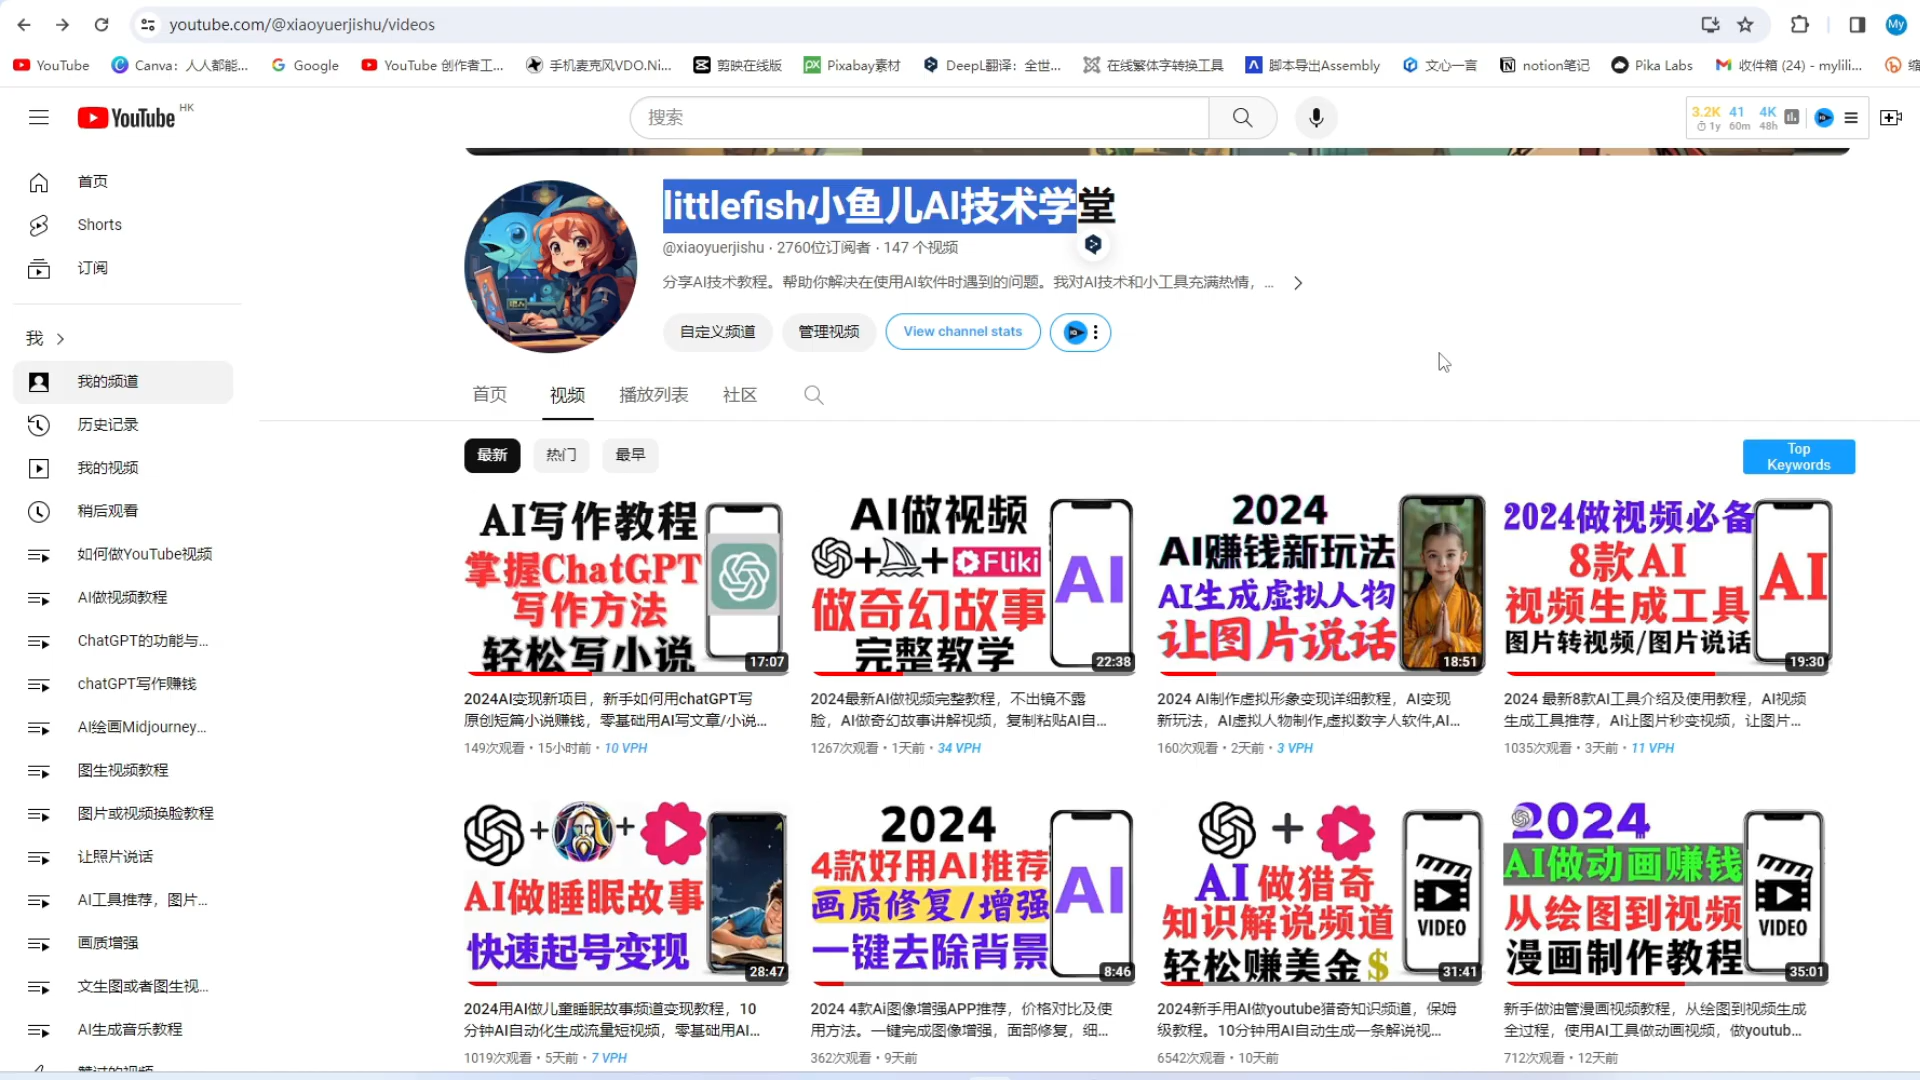 youtube.com/@xiaoyuerjishu/videos
My
YouTube
Canva：人人都能...
Google
YouTube 创作者工...
手机麦克风VDO.Ni...
剪映在线版
Pixabay素材
DeepL翻译：全世...
在线繁体字转换工具
脚本导出Assembly
文心一言
notion笔记
Pika Labs
收件箱 (24) - mylili...
YouTube HK
搜索
3.2K 41 4K
1y 60m 48h
首页
Shorts
订阅
我
我的频道
历史记录
我的视频
稍后观看
如何做YouTube视频
AI做视频教程
ChatGPT的功能与...
chatGPT写作赚钱
AI绘画Midjourney...
图生视频教程
图片或视频换脸教程
让照片说话
AI工具推荐，图片...
画质增强
文生图或者图生视...
AI生成音乐教程
littlefish小鱼儿AI技术学堂
@xiaoyuerjishu · 2760位订阅者 · 147 个视频
分享AI技术教程。帮助你解决在使用AI软件时遇到的问题。我对AI技术和小工具充满热情，...
自定义频道
管理视频
View channel stats
首页
视频
播放列表
社区
最新
热门
最早
Top
Keywords
AI写作教程
掌握ChatGPT
写作方法
轻松写小说
17:07
2024AI变现新项目，新手如何用chatGPT写
原创短篇小说赚钱，零基础用AI写文章/小说...
149次观看 • 15小时前 • 10 VPH
AI做视频
+ + Fliki
做奇幻故事
完整教学
AI
22:38
2024最新AI做视频完整教程，不出镜不露
脸，AI做奇幻故事讲解视频，复制粘贴AI自...
1267次观看 • 1天前 • 34 VPH
2024
AI赚钱新玩法
AI生成虚拟人物
让图片说话
18:51
2024 AI制作虚拟形象变现详细教程，AI变现
新玩法，AI虚拟人物制作,虚拟数字人软件,AI...
160次观看 • 2天前 • 3 VPH
2024做视频必备
8款AI
视频生成工具
图片转视频/图片说话
AI
19:30
2024 最新8款AI工具介绍及使用教程，AI视频
生成工具推荐，AI让图片秒变视频，让图片...
1035次观看 • 3天前 • 11 VPH
+ +
AI做睡眠故事
快速起号变现
28:47
2024用AI做儿童睡眠故事频道变现教程，10
分钟AI自动化生成流量短视频，零基础用AI...
1019次观看 • 5天前 • 7 VPH
2024
4款好用AI推荐
画质修复/增强
一键去除背景
AI
8:46
2024 4款Ai图像增强APP推荐，价格对比及使
用方法。一键完成图像增强，面部修复，细...
362次观看 • 9天前
+
AI 做猎奇
知识解说频道
轻松赚美金$
VIDEO
31:41
2024新手用AI做youtube猎奇知识频道，保姆
级教程。10分钟用AI自动生成一条解说视...
6542次观看 • 10天前
2024
AI做动画赚钱
从绘图到视频
漫画制作教程
VIDEO
35:01
新手做油管漫画视频教程，从绘图到视频生成
全过程，使用AI工具做动画视频，做youtub...
712次观看 • 12天前